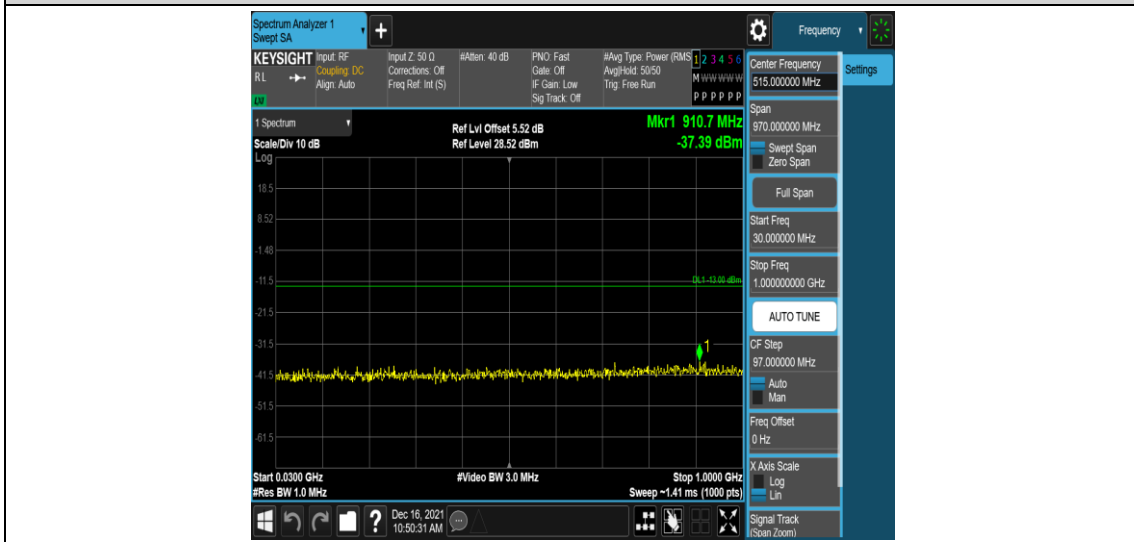 Spectrum Analyzer 1
Swept SA
Frequency
KEYSIGHT
RL
LXI
Input: RF
Coupling: DC
Align: Auto
Input Z: 50 Ω
Corrections: Off
Freq Ref: Int (S)
#Atten: 40 dB
PNO: Fast
Gate: Off
IF Gain: Low
Sig Track: Off
#Avg Type: Power (RMS
Avg|Hold: 50/50
Trig: Free Run
1 2 3 4 5 6
M W W W W W
P P P P P P
1 Spectrum
Scale/Div 10 dB
Log
Ref Lvl Offset 5.52 dB
Ref Level 28.52 dBm
Mkr1 910.7 MHz
-37.39 dBm
18.5
8.52
-1.48
-11.5
-21.5
-31.5
-41.5
-51.5
-61.5
DL1 -13.00 dBm
1
Start 0.0300 GHz
#Res BW 1.0 MHz
#Video BW 3.0 MHz
Stop 1.0000 GHz
Sweep ~1.41 ms (1000 pts)
Center Frequency
515.000000 MHz
Settings
Span
970.000000 MHz
Swept Span
Zero Span
Full Span
Start Freq
30.000000 MHz
Stop Freq
1.000000000 GHz
AUTO TUNE
CF Step
97.000000 MHz
Auto
Man
Freq Offset
0 Hz
X Axis Scale
Log
Lin
Signal Track
(Span Zoom)
Dec 16, 2021
10:50:31 AM